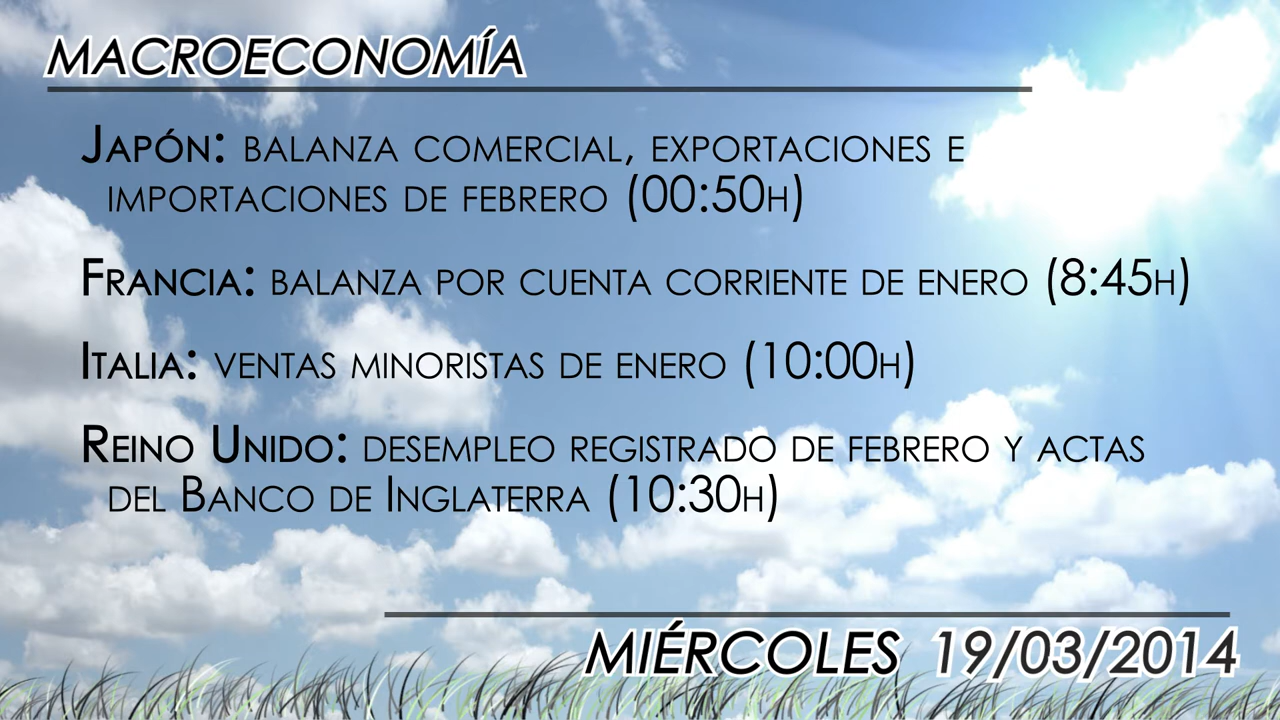 MACROECONOMÍA
Japón: balanza comercial, exportaciones e
importaciones de febrero (00:50h)
Francia: balanza por cuenta corriente de enero (8:45h)
Italia: ventas minoristas de enero (10:00h)
Reino Unido: desempleo registrado de febrero y actas
del Banco de Inglaterra (10:30h)
MIÉRCOLES 19/03/2014